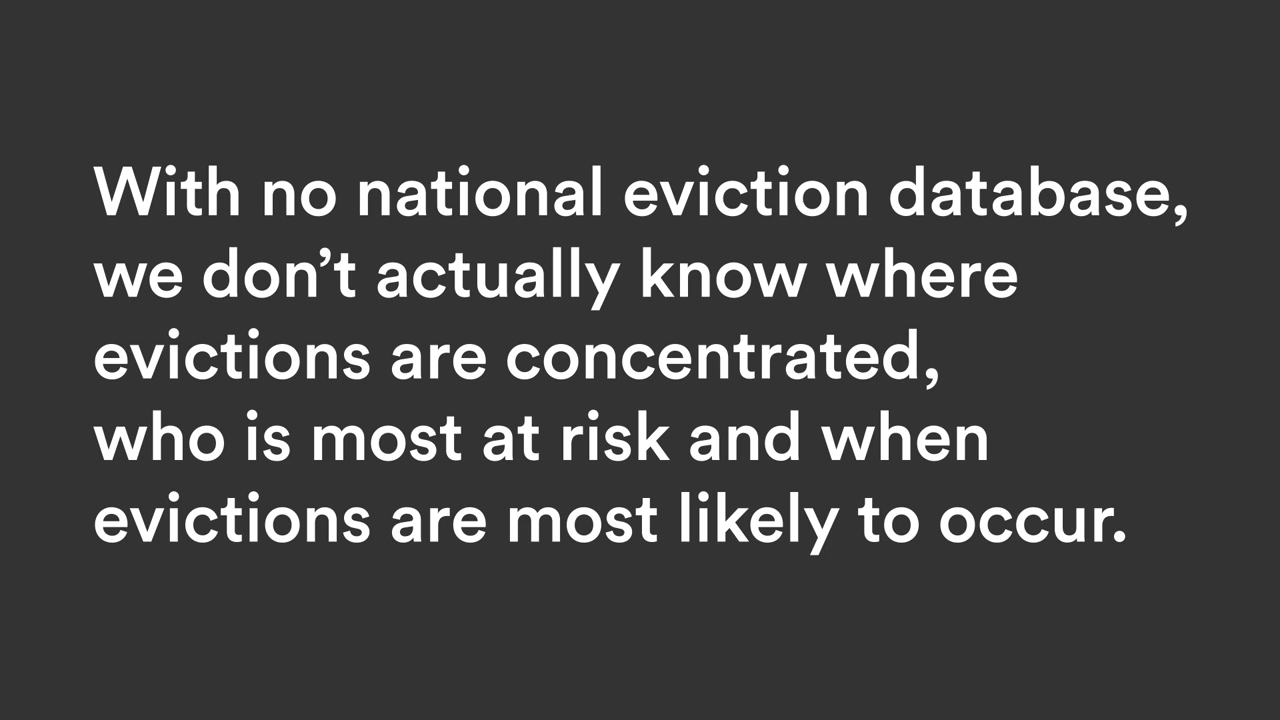 With no national eviction database,
we don’t actually know where
evictions are concentrated,
who is most at risk and when
evictions are most likely to occur.